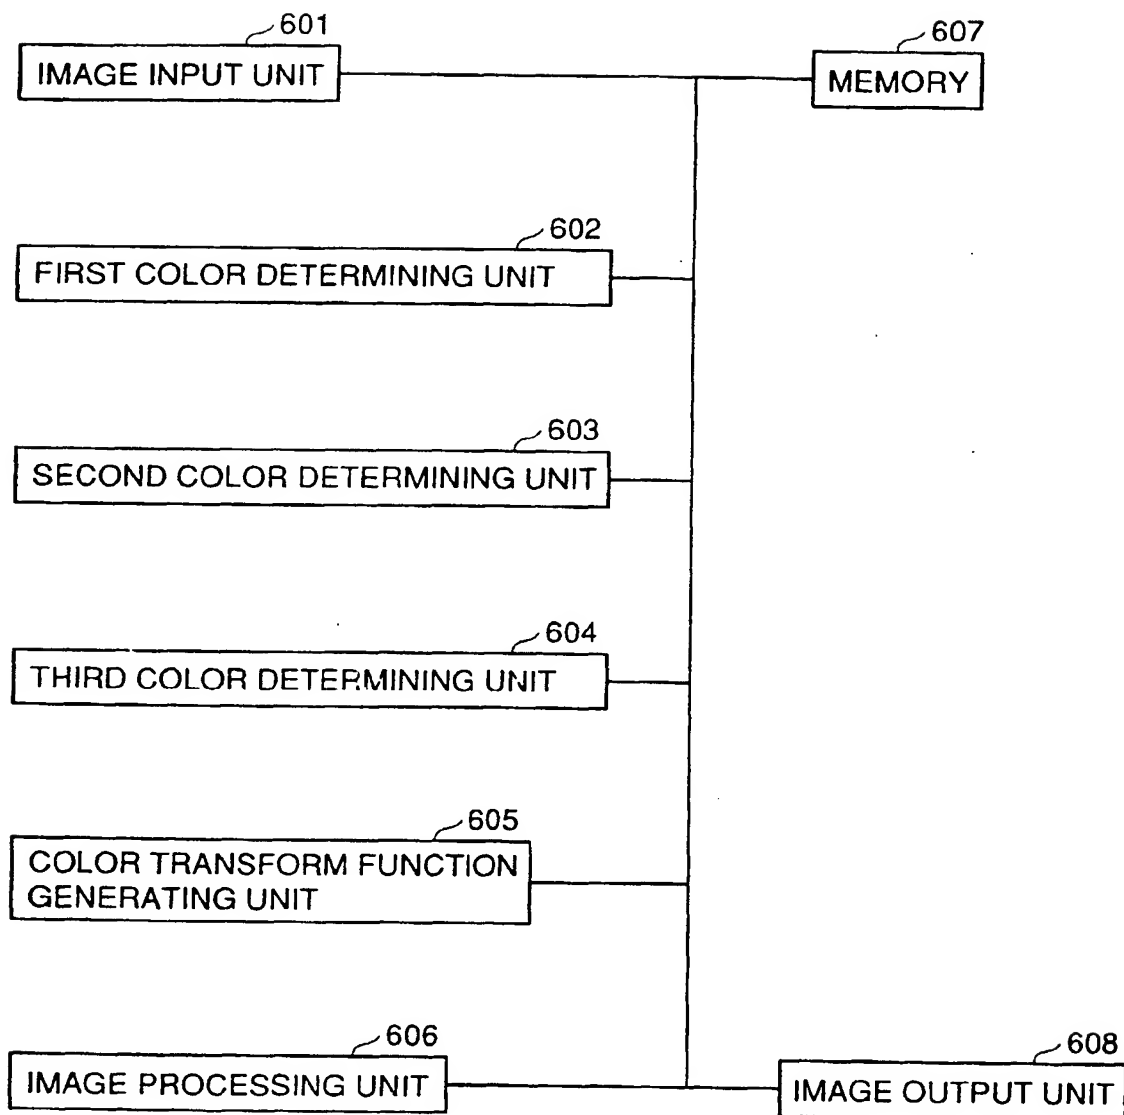 601
IMAGE INPUT UNIT
607
MEMORY
602
FIRST COLOR DETERMINING UNIT
603
SECOND COLOR DETERMINING UNIT
604
THIRD COLOR DETERMINING UNIT
605
COLOR TRANSFORM FUNCTION
GENERATING UNIT
606
IMAGE PROCESSING UNIT
608
IMAGE OUTPUT UNIT